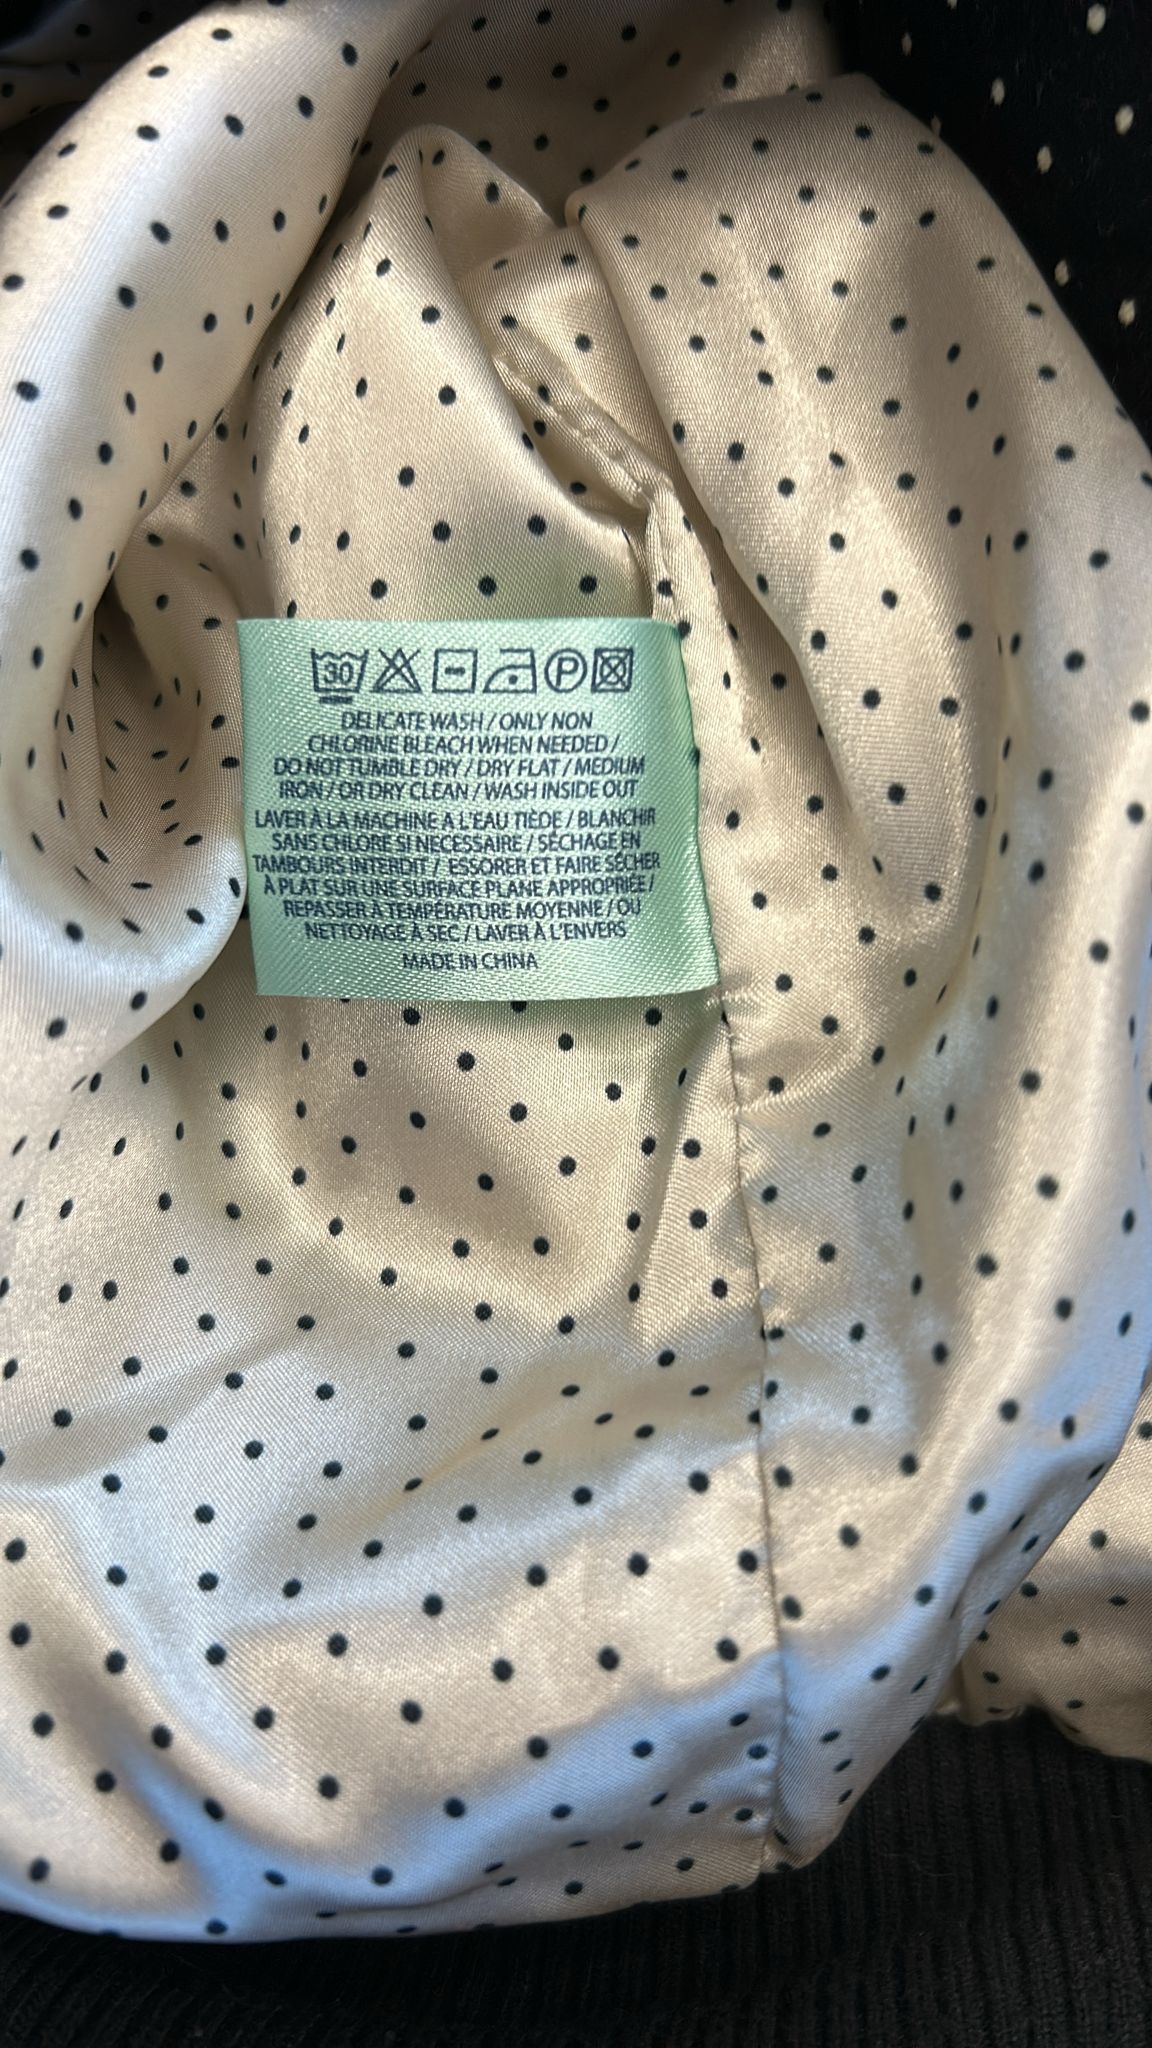 30
P
DELICATE WASH / ONLY NON
CHLORINE BLEACH WHEN NEEDED /
DO NOT TUMBLE DRY / DRY FLAT / MEDIUM
IRON / OR DRY CLEAN / WASH INSIDE OUT
LAVER À LA MACHINE A L'EAU TIÈDE / BLANCHIR
SANS CHLORE SI NECESSAIRE / SÉCHAGE EN
TAMBOURS INTERDIT / ESSORER ET FAIRE SÉCHER
À PLAT SUR UNE SURFACE PLANE APPROPRIÉE /
REPASSER À TEMPÉRATURE MOYENNE / OU
NETTOYAGE À SEC / LAVER À L'ENVERS
MADE IN CHINA